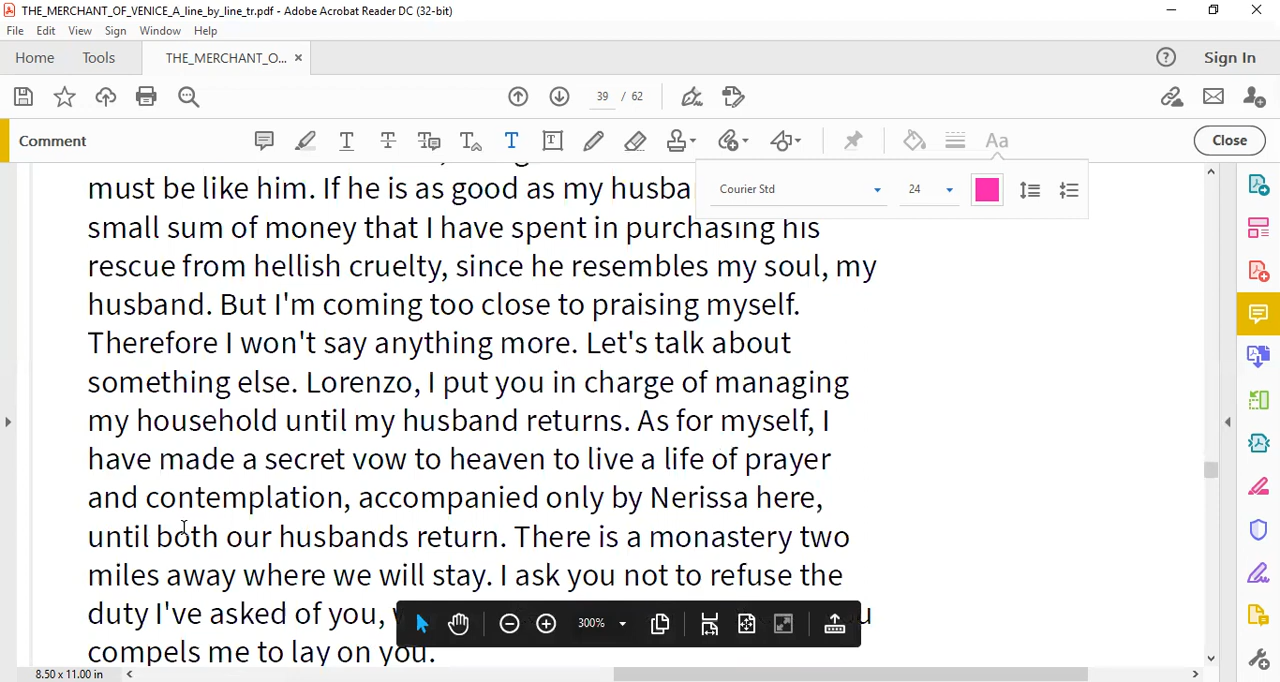 THE_MERCHANT_OF_VENICE_A_line_by_line_tr.pdf - Adobe Acrobat Reader DC (32-bit)
File Edit View Sign Window Help
Home Tools THE_MERCHANT_O... ×
Sign In
39 / 62
Comment
Close
Courier Std 24
must be like him. If he is as good as my husba
small sum of money that I have spent in purchasing his
rescue from hellish cruelty, since he resembles my soul, my
husband. But I'm coming too close to praising myself.
Therefore I won't say anything more. Let's talk about
something else. Lorenzo, I put you in charge of managing
my household until my husband returns. As for myself, I
have made a secret vow to heaven to live a life of prayer
and contemplation, accompanied only by Nerissa here,
until both our husbands return. There is a monastery two
miles away where we will stay. I ask you not to refuse the
duty I've asked of you,
compels me to lay on you.
300%
8.50 x 11.00 in